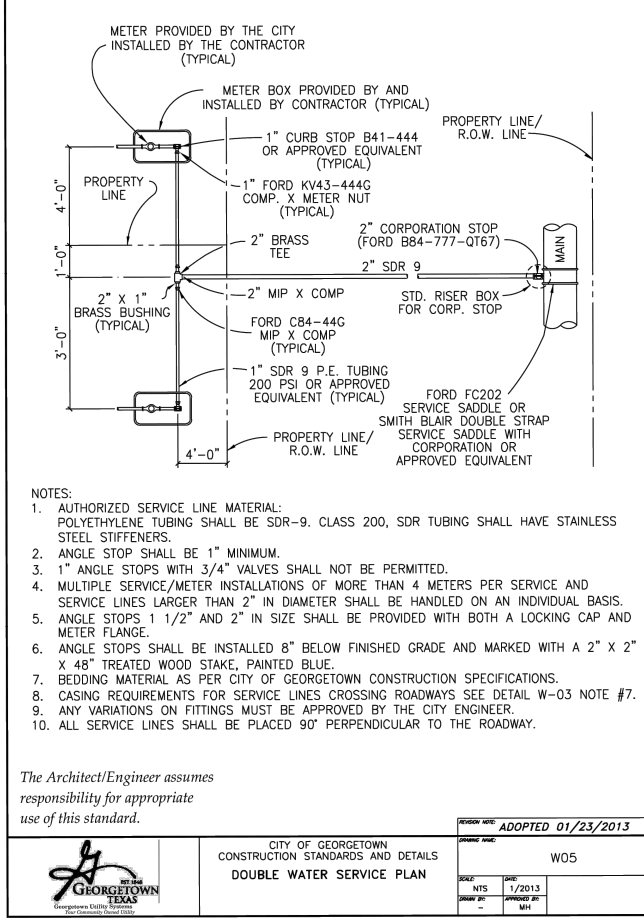 METER PROVIDED BY THE CITY
INSTALLED BY THE CONTRACTOR
(TYPICAL)
METER BOX PROVIDED BY AND
INSTALLED BY CONTRACTOR (TYPICAL)
PROPERTY LINE/
R.O.W. LINE
1" CURB STOP B41-444
OR APPROVED EQUIVALENT
(TYPICAL)
4'-0"
PROPERTY
LINE
1" FORD KV43-444G
COMP. X METER NUT
(TYPICAL)
2" CORPORATION STOP
(FORD B84-777-QT67)
MAIN
2" BRASS
TEE
1'-0"
2" SDR 9
2" X 1"
BRASS BUSHING
(TYPICAL)
2" MIP X COMP
STD. RISER BOX
FOR CORP. STOP
FORD C84-44G
MIP X COMP
(TYPICAL)
3'-0"
1" SDR 9 P.E. TUBING
200 PSI OR APPROVED
EQUIVALENT (TYPICAL)
FORD FC202
SERVICE SADDLE OR
SMITH BLAIR DOUBLE STRAP
SERVICE SADDLE WITH
CORPORATION OR
APPROVED EQUIVALENT
PROPERTY LINE/
R.O.W. LINE
4'-0"
NOTES:
1. AUTHORIZED SERVICE LINE MATERIAL:
POLYETHYLENE TUBING SHALL BE SDR-9. CLASS 200, SDR TUBING SHALL HAVE STAINLESS
STEEL STIFFENERS.
2. ANGLE STOP SHALL BE 1" MINIMUM.
3. 1" ANGLE STOPS WITH 3/4" VALVES SHALL NOT BE PERMITTED.
4. MULTIPLE SERVICE/METER INSTALLATIONS OF MORE THAN 4 METERS PER SERVICE AND
SERVICE LINES LARGER THAN 2" IN DIAMETER SHALL BE HANDLED ON AN INDIVIDUAL BASIS.
5. ANGLE STOPS 1 1/2" AND 2" IN SIZE SHALL BE PROVIDED WITH BOTH A LOCKING CAP AND
METER FLANGE.
6. ANGLE STOPS SHALL BE INSTALLED 8" BELOW FINISHED GRADE AND MARKED WITH A 2" X 2"
X 48" TREATED WOOD STAKE, PAINTED BLUE.
7. BEDDING MATERIAL AS PER CITY OF GEORGETOWN CONSTRUCTION SPECIFICATIONS.
8. CASING REQUIREMENTS FOR SERVICE LINES CROSSING ROADWAYS SEE DETAIL W-03 NOTE #7.
9. ANY VARIATIONS ON FITTINGS MUST BE APPROVED BY THE CITY ENGINEER.
10. ALL SERVICE LINES SHALL BE PLACED 90° PERPENDICULAR TO THE ROADWAY.
The Architect/Engineer assumes
responsibility for appropriate
use of this standard.
REVISION NOTE: ADOPTED 01/23/2013
EST. 1848
GEORGETOWN
TEXAS
Georgetown Utility Systems
Your Community Owned Utility
CITY OF GEORGETOWN
CONSTRUCTION STANDARDS AND DETAILS
DOUBLE WATER SERVICE PLAN
DRAWING NAME:
W05
SCALE: NTS
DATE: 1/2013
DRAWN BY: -
APPROVED BY: MH